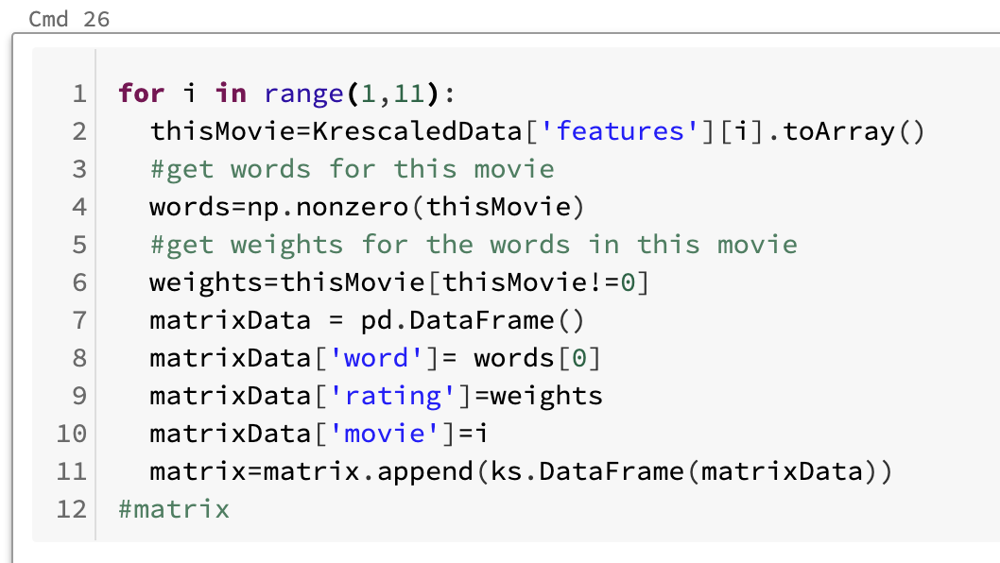 Cmd 26
1 for i in range(1,11):
2   thisMovie=KrescaledData['features'][i].toArray()
3   #get words for this movie
4   words=np.nonzero(thisMovie)
5   #get weights for the words in this movie
6   weights=thisMovie[thisMovie!=0]
7   matrixData = pd.DataFrame()
8   matrixData['word']= words[0]
9   matrixData['rating']=weights
10   matrixData['movie']=i
11   matrix=matrix.append(ks.DataFrame(matrixData))
12 #matrix